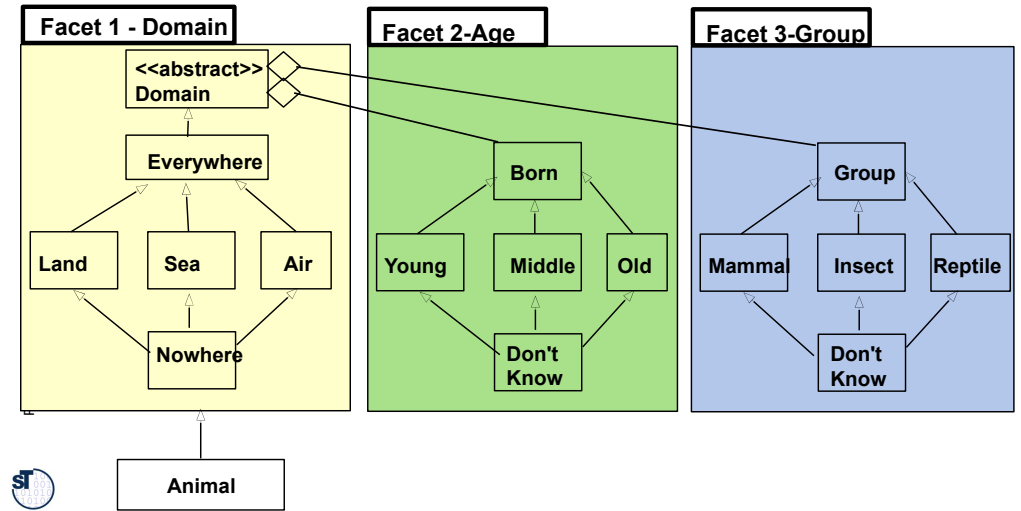 Facet 1 - Domain
Facet 2-Age
Facet 3-Group
<<abstract>>
Domain
Everywhere
Born
Group
Land
Sea
Air
Young
Middle
Old
Mammal
Insect
Reptile
Nowhere
Don't
Know
Don't
Know
Animal
ST